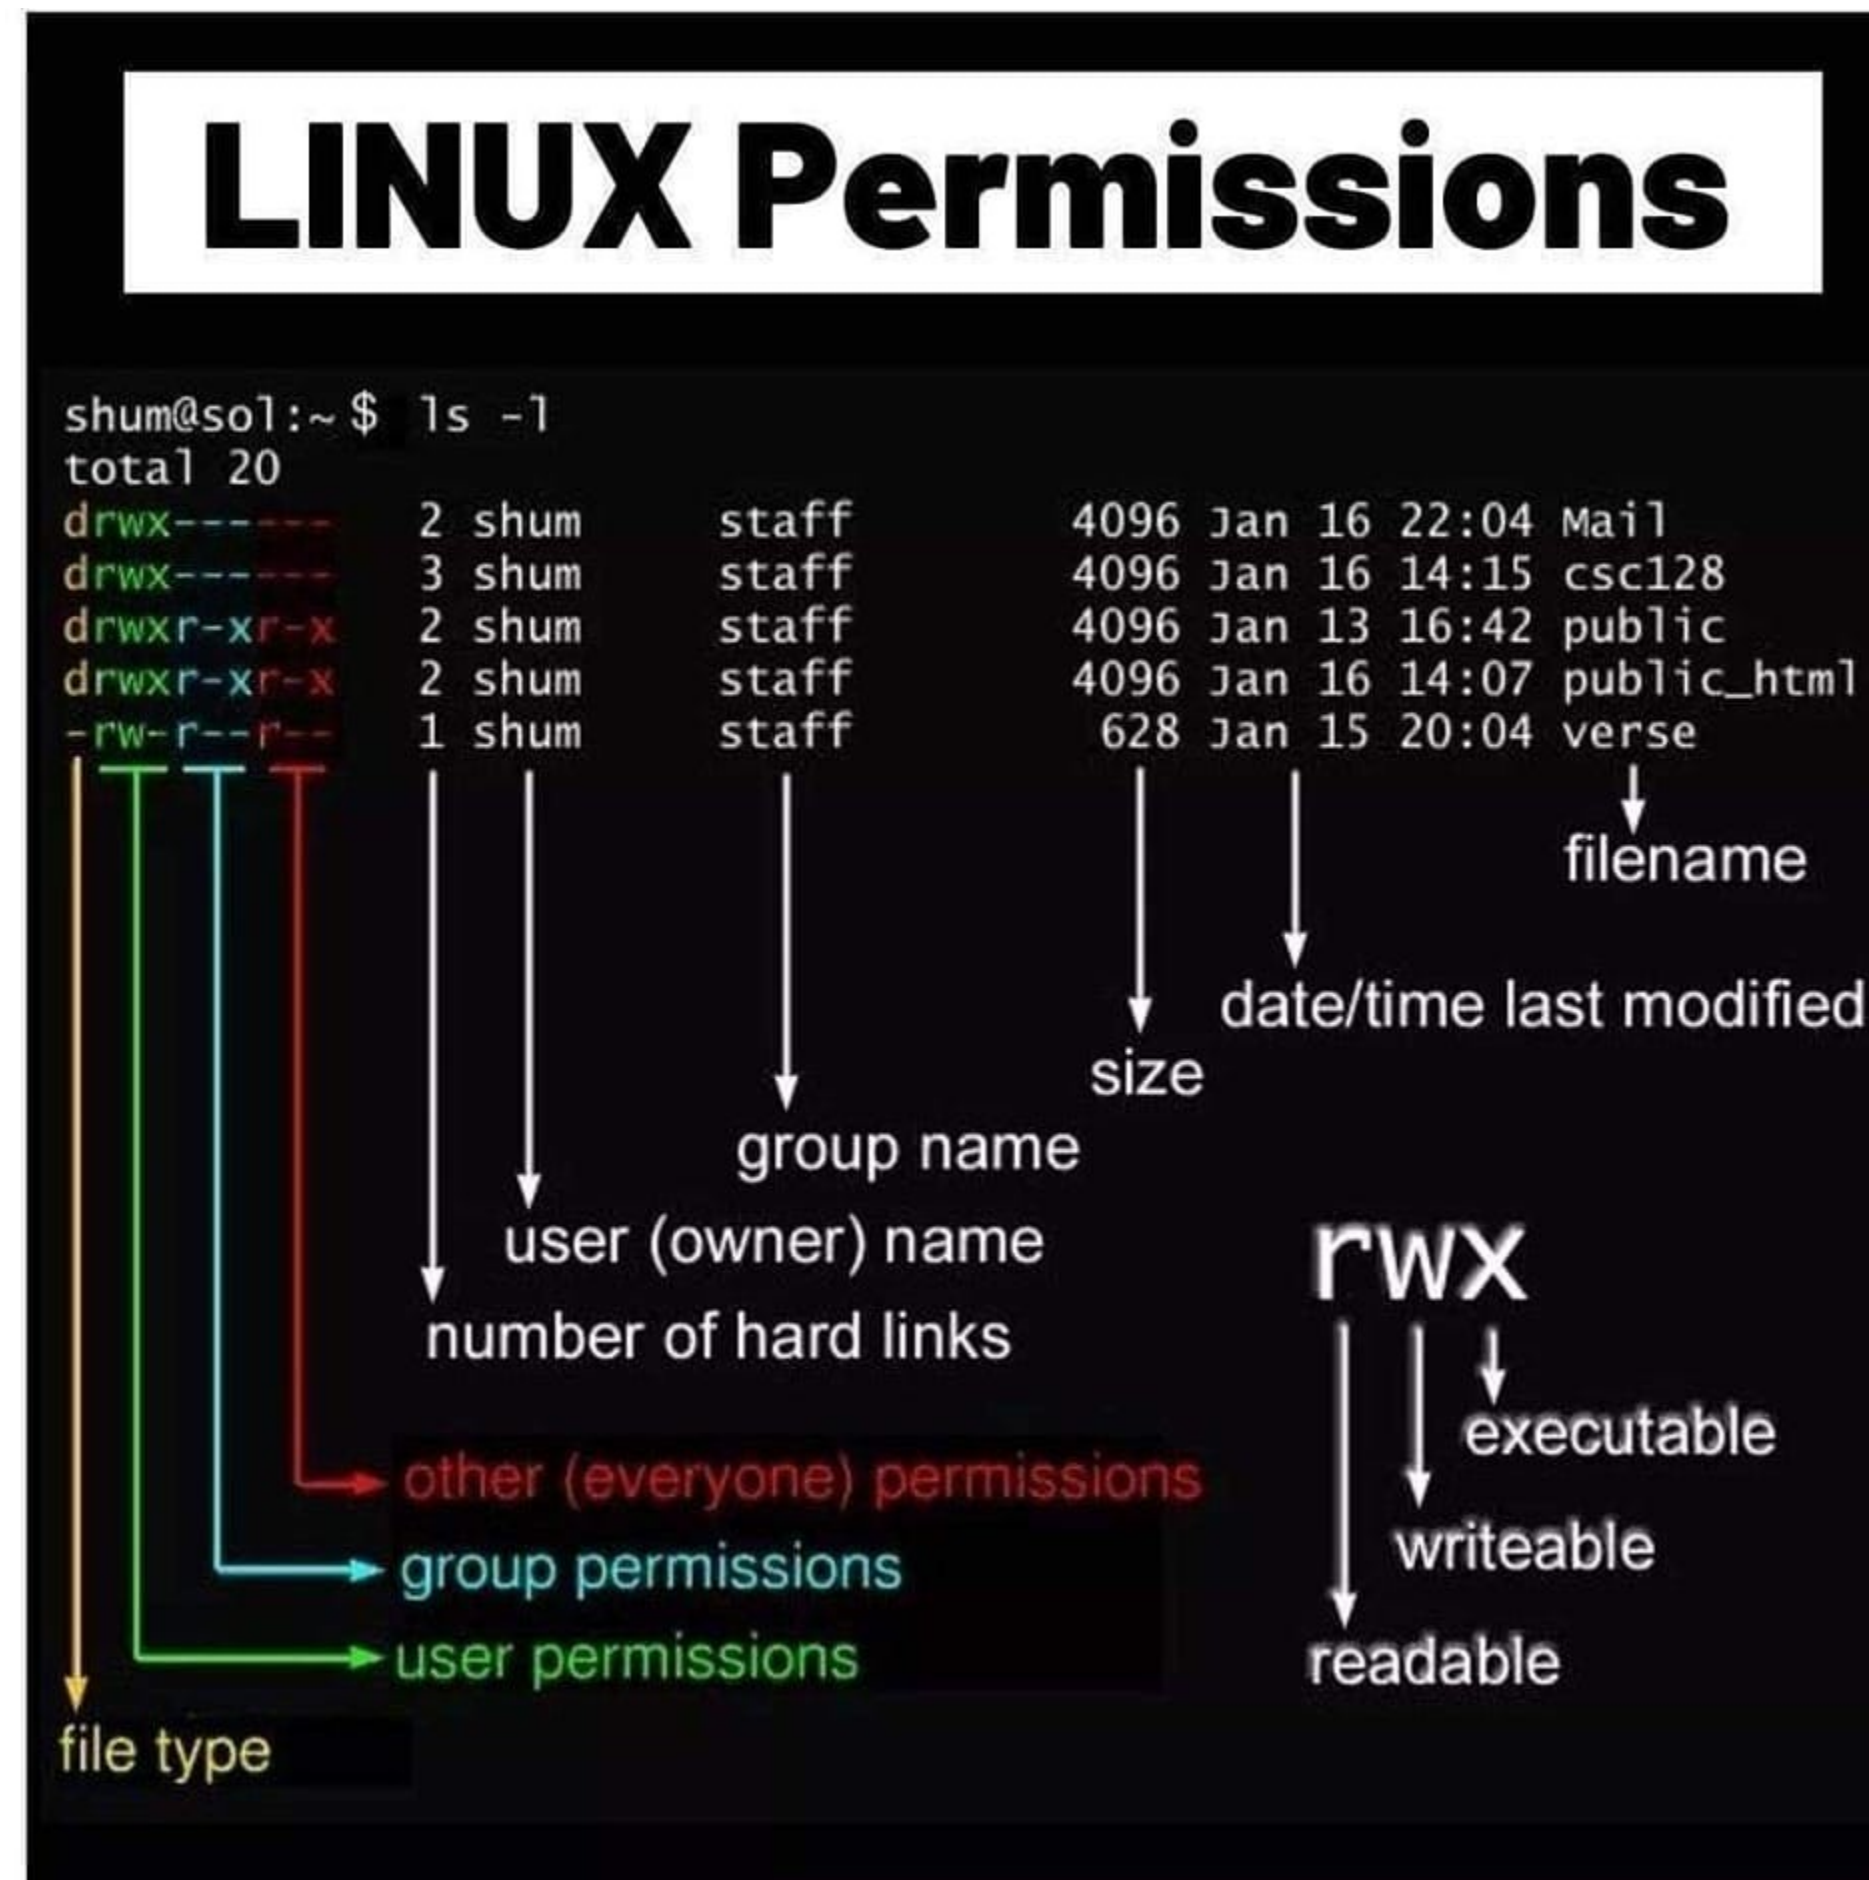 LINUX Permissions
shum@sol:~$ ls -l
total 20
drwx------ 2 shum staff 4096 Jan 16 22:04 Mail
drwx------ 3 shum staff 4096 Jan 16 14:15 csc128
drwxr-xr-x 2 shum staff 4096 Jan 13 16:42 public
drwxr-xr-x 2 shum staff 4096 Jan 16 14:07 public_html
-rw-r--r-- 1 shum staff 628 Jan 15 20:04 verse
filename
date/time last modified
size
group name
user (owner) name
number of hard links
rwx
executable
writeable
readable
other (everyone) permissions
group permissions
user permissions
file type